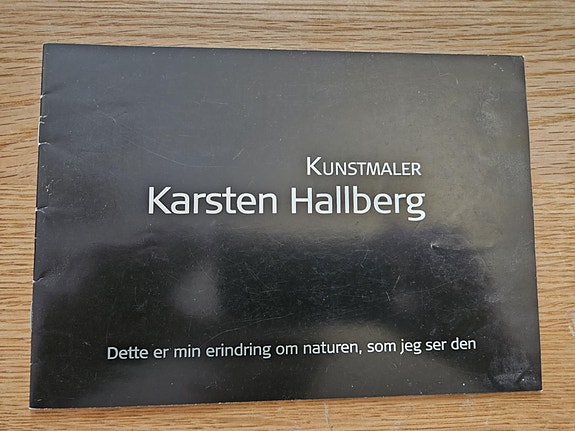 KUNSTMALER
Karsten Hallberg
Dette er min erindring om naturen, som jeg ser den